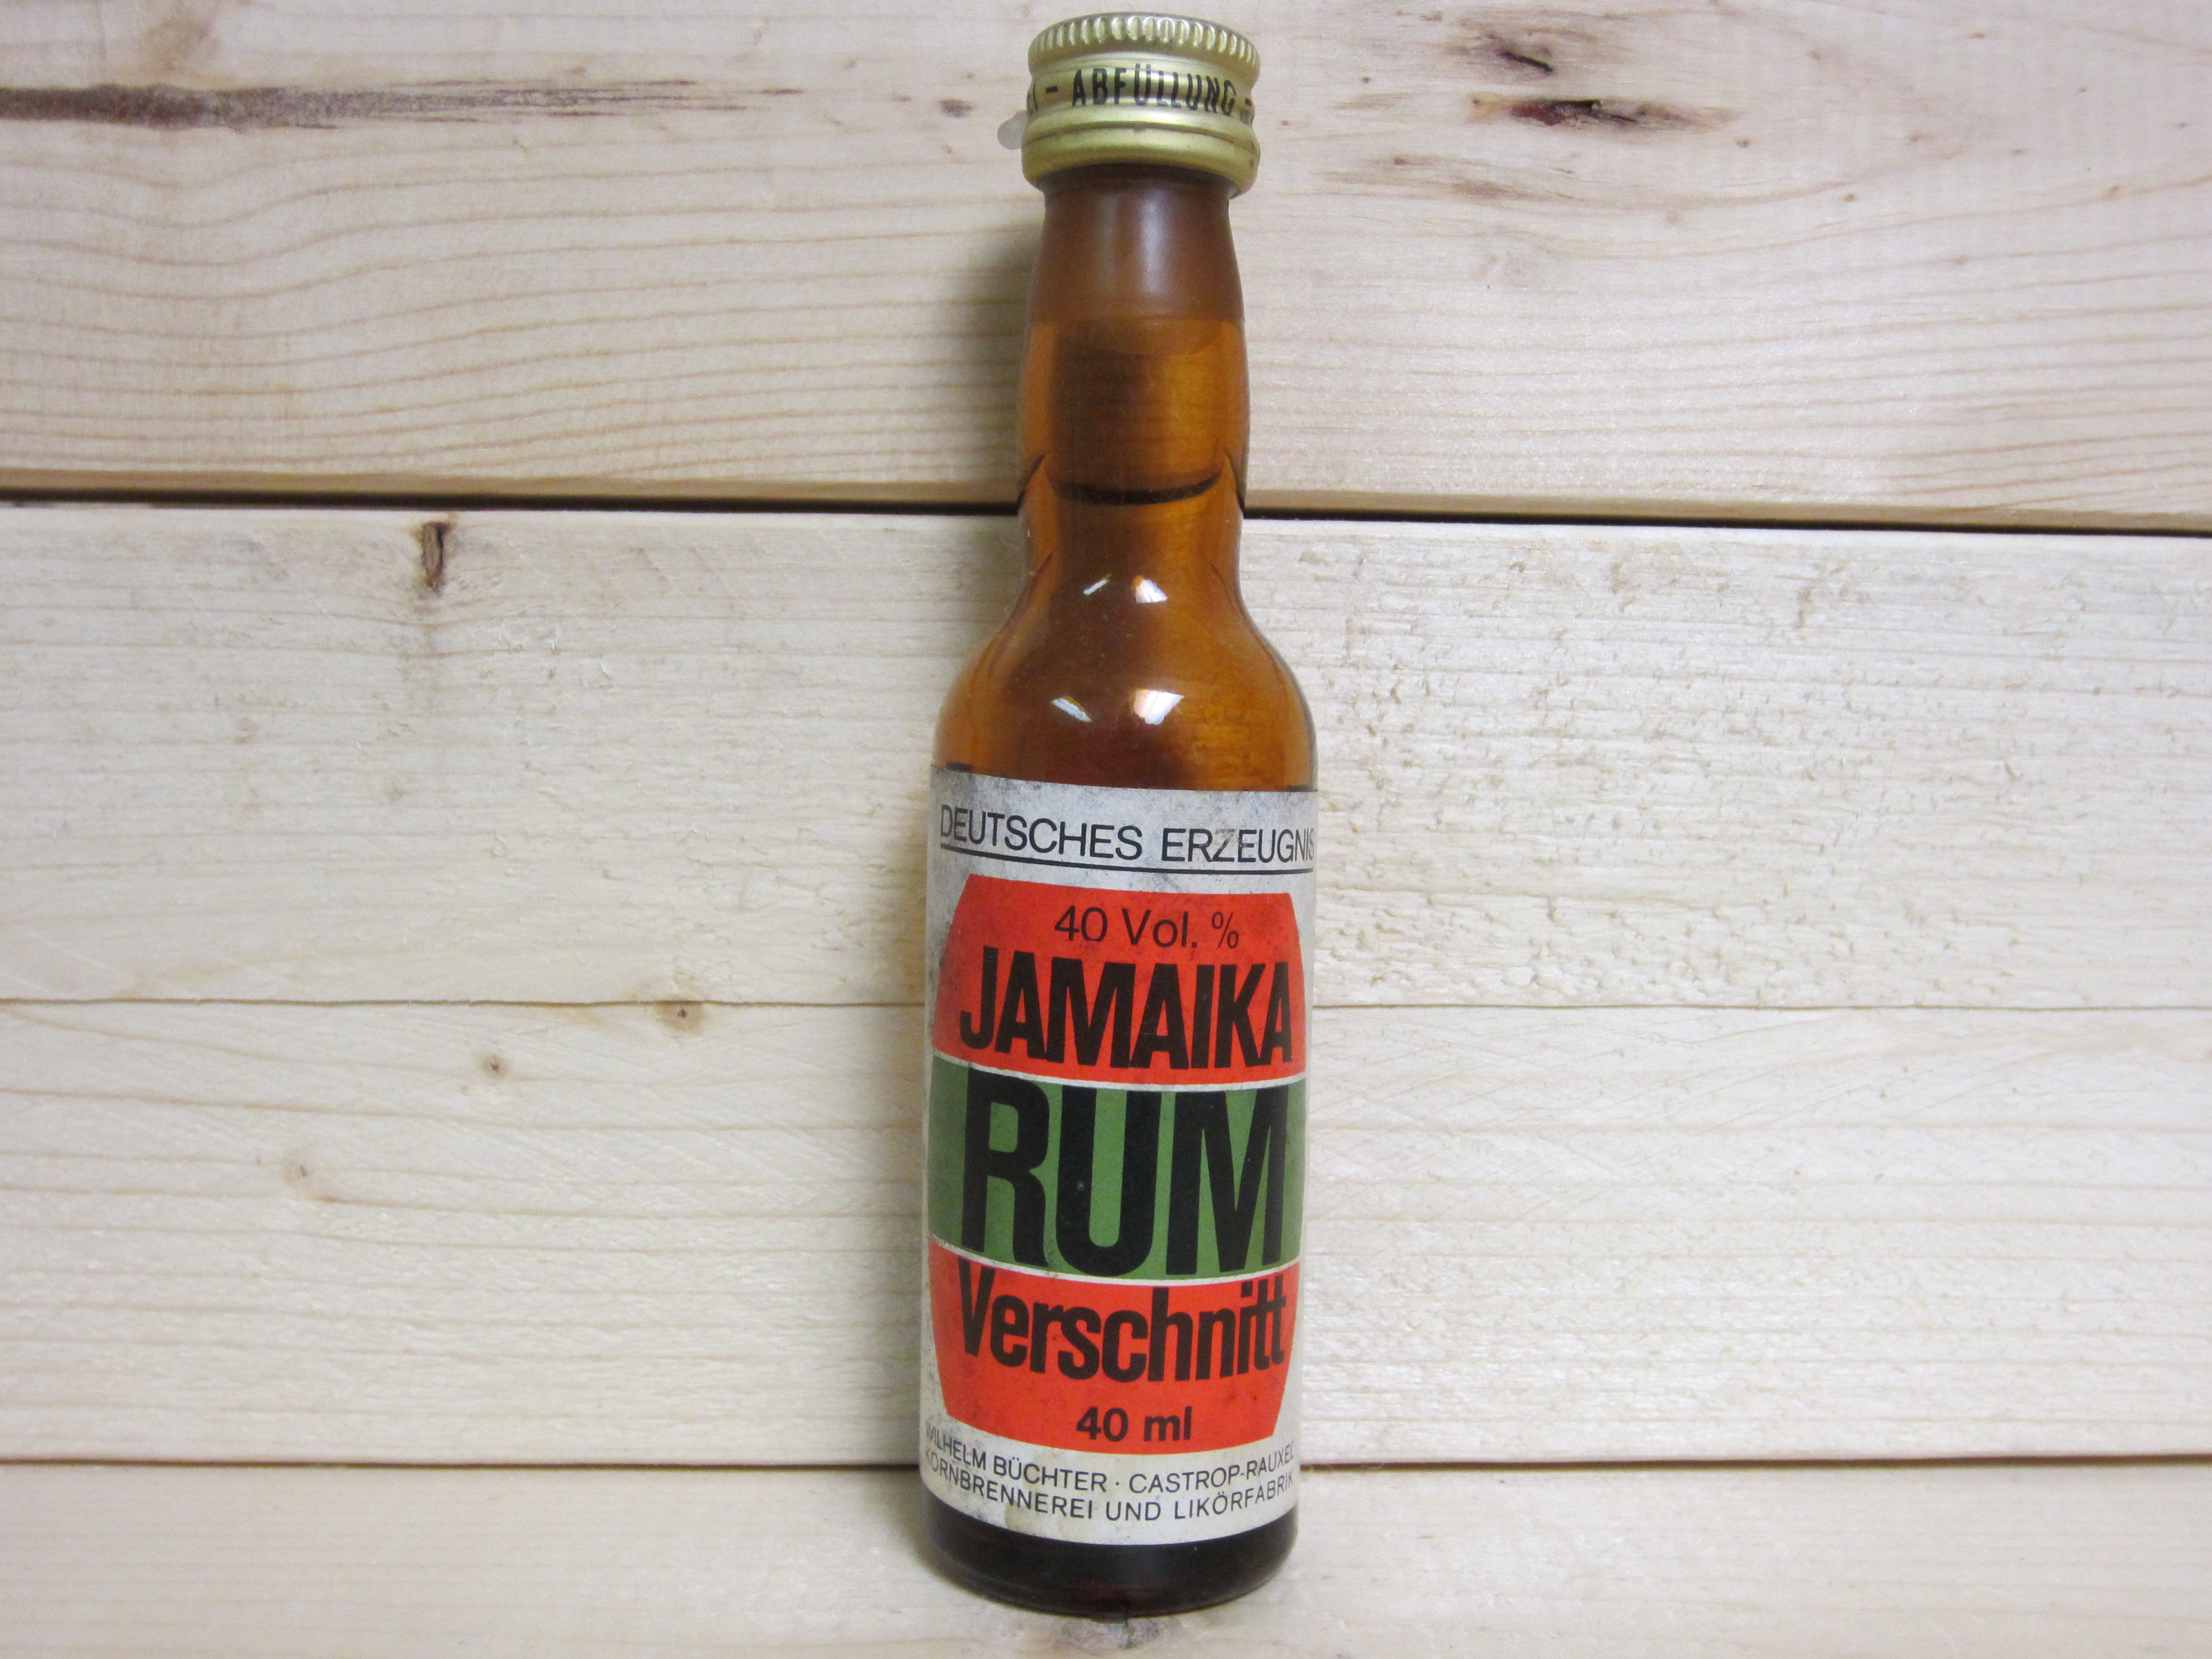 - ABFÜLLUNG -
DEUTSCHES ERZEUGNIS
40 Vol. %
JAMAIKA
RUM
Verschnitt
40 ml
WILHELM BÜCHTER · CASTROP-RAUXEL
KORNBRENNEREI UND LIKÖRFABRIK